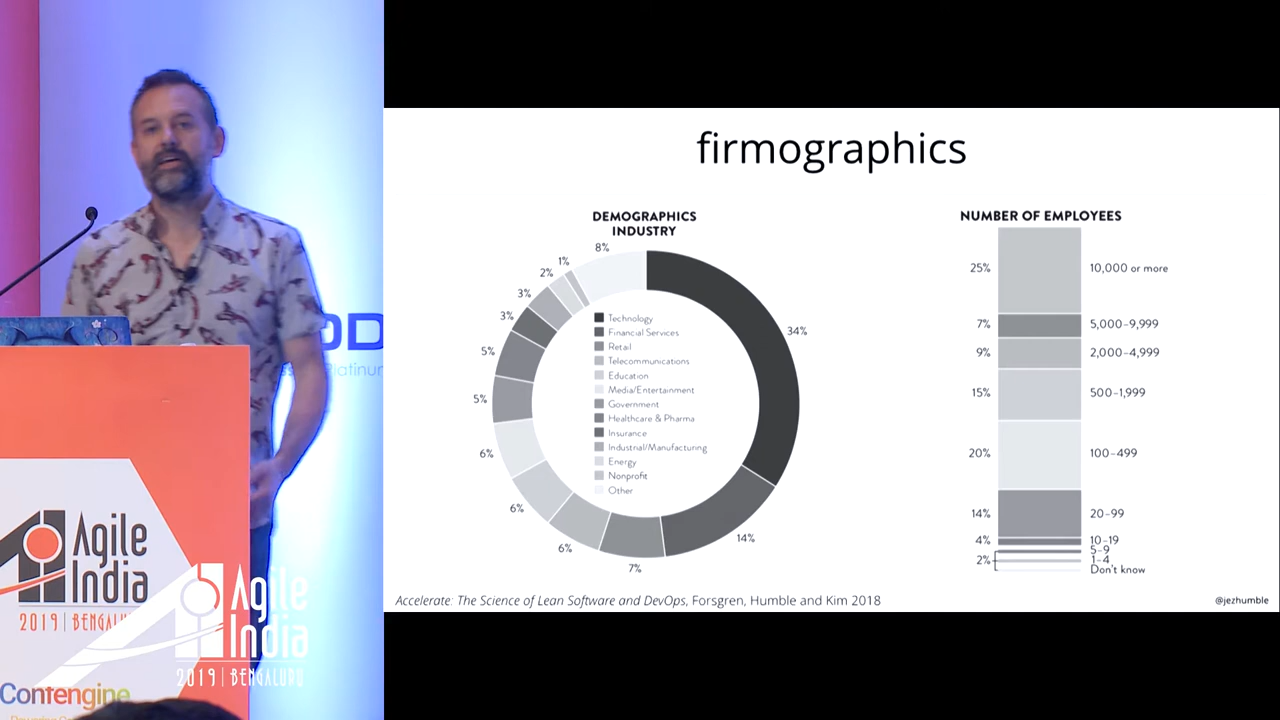 firmographics
DEMOGRAPHICS
INDUSTRY
8%
1%
2%
3%
3%
5%
5%
6%
6%
6%
7%
14%
34%
Technology
Financial Services
Retail
Telecommunications
Education
Media/Entertainment
Government
Healthcare & Pharma
Insurance
Industrial/Manufacturing
Energy
Nonprofit
Other
NUMBER OF EMPLOYEES
25% 10,000 or more
7% 5,000–9,999
9% 2,000–4,999
15% 500–1,999
20% 100–499
14% 20–99
4% 10–19
5–9
2% 1–4
Don't know
Accelerate: The Science of Lean Software and DevOps, Forsgren, Humble and Kim 2018
@jezhumble
Agile
India
2019 | BENGALU
Agile
India
2019 | BENGALURU
Contengine